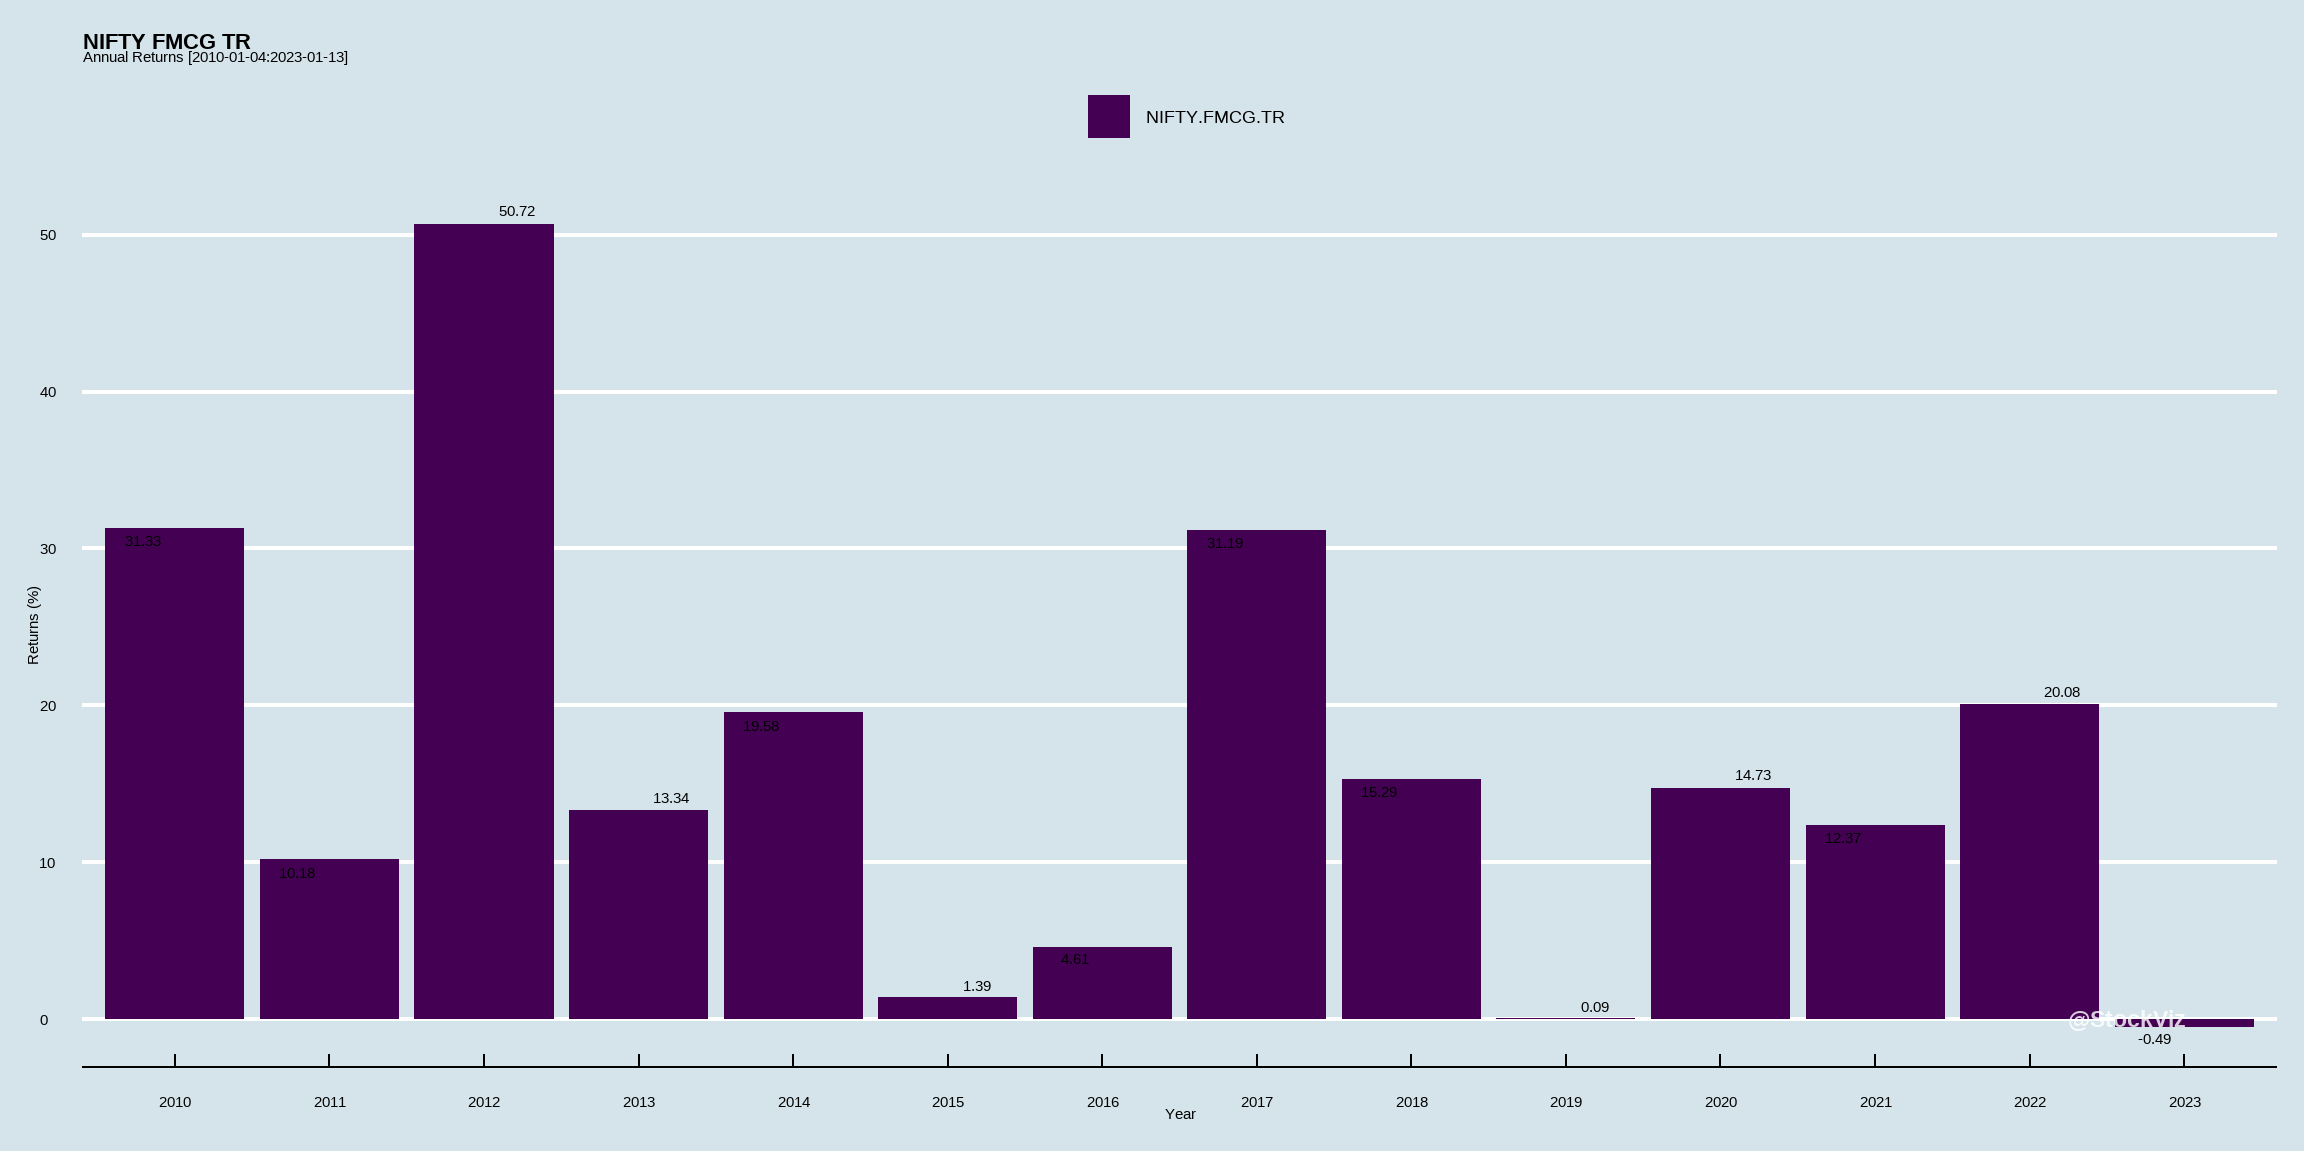 NIFTY FMCG TR
Annual Returns [2010-01-04:2023-01-13]
NIFTY.FMCG.TR
50.72
50
40
31.33
31.19
30
Returns (%)
20.08
20
19.58
15.29
14.73
13.34
12.37
10
10.18
4.61
1.39
0.09
0
@StockViz
-0.49
2010 2011 2012 2013 2014 2015 2016 2017 2018 2019 2020 2021 2022 2023
Year